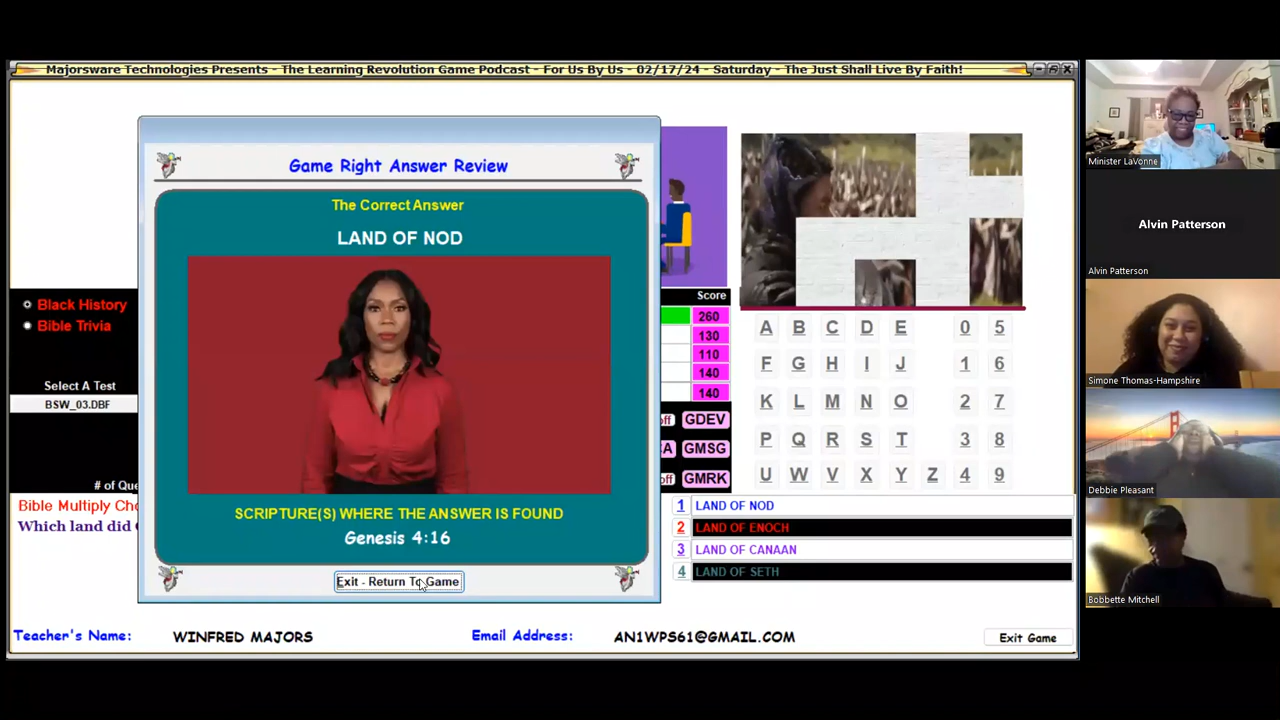 Majorsware Technologies Presents - The Learning Revolution Game Podcast - For Us By Us - 02/17/24 - Saturday - The Just Shall Live By Faith!
Game Right Answer Review
The Correct Answer
LAND OF NOD
SCRIPTURE(S) WHERE THE ANSWER IS FOUND
Genesis 4:16
Exit - Return To Game
Black History
Bible Trivia
Select A Test
BSW_03.DBF
# of Que
Bible Multiply Cho
Which land did
Score
260
130
110
140
140
off GDEV
A GMSG
off GMRK
A B C D E 0 5
F G H I J 1 6
K L M N O 2 7
P Q R S T 3 8
U W V X Y Z 4 9
1 LAND OF NOD
2 LAND OF ENOCH
3 LAND OF CANAAN
4 LAND OF SETH
Teacher's Name: WINFRED MAJORS Email Address: AN1WPS61@GMAIL.COM Exit Game
Minister LaVonne
Alvin Patterson
Alvin Patterson
Simone Thomas-Hampshire
Debbie Pleasant
Bobbette Mitchell